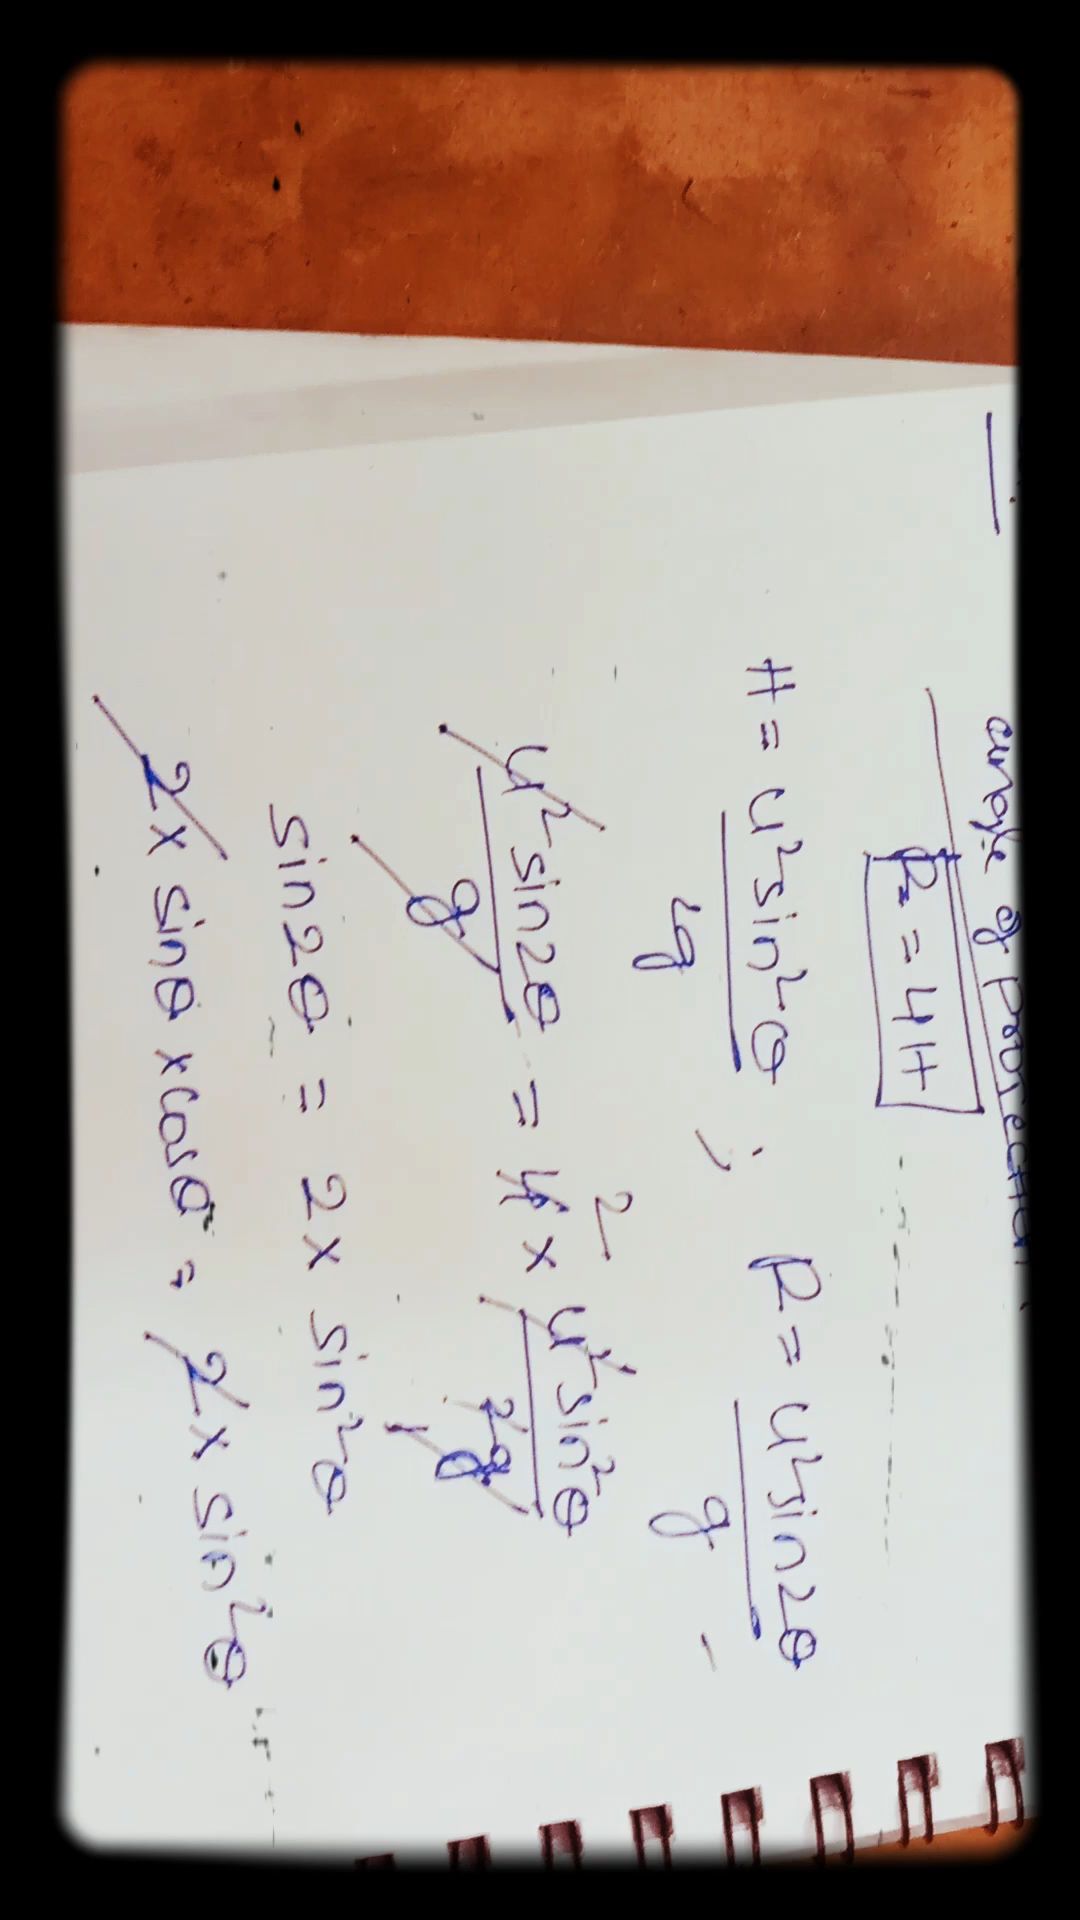 angle of projection
R = 4H
H = u²sin²θ / 2g ; R = u²sin2θ / g
u²sin2θ / g = 4 × u²sin²θ / 2g
2
sin2θ = 2 × sin²θ
2 × sinθ × cosθ = 2 × sin²θ